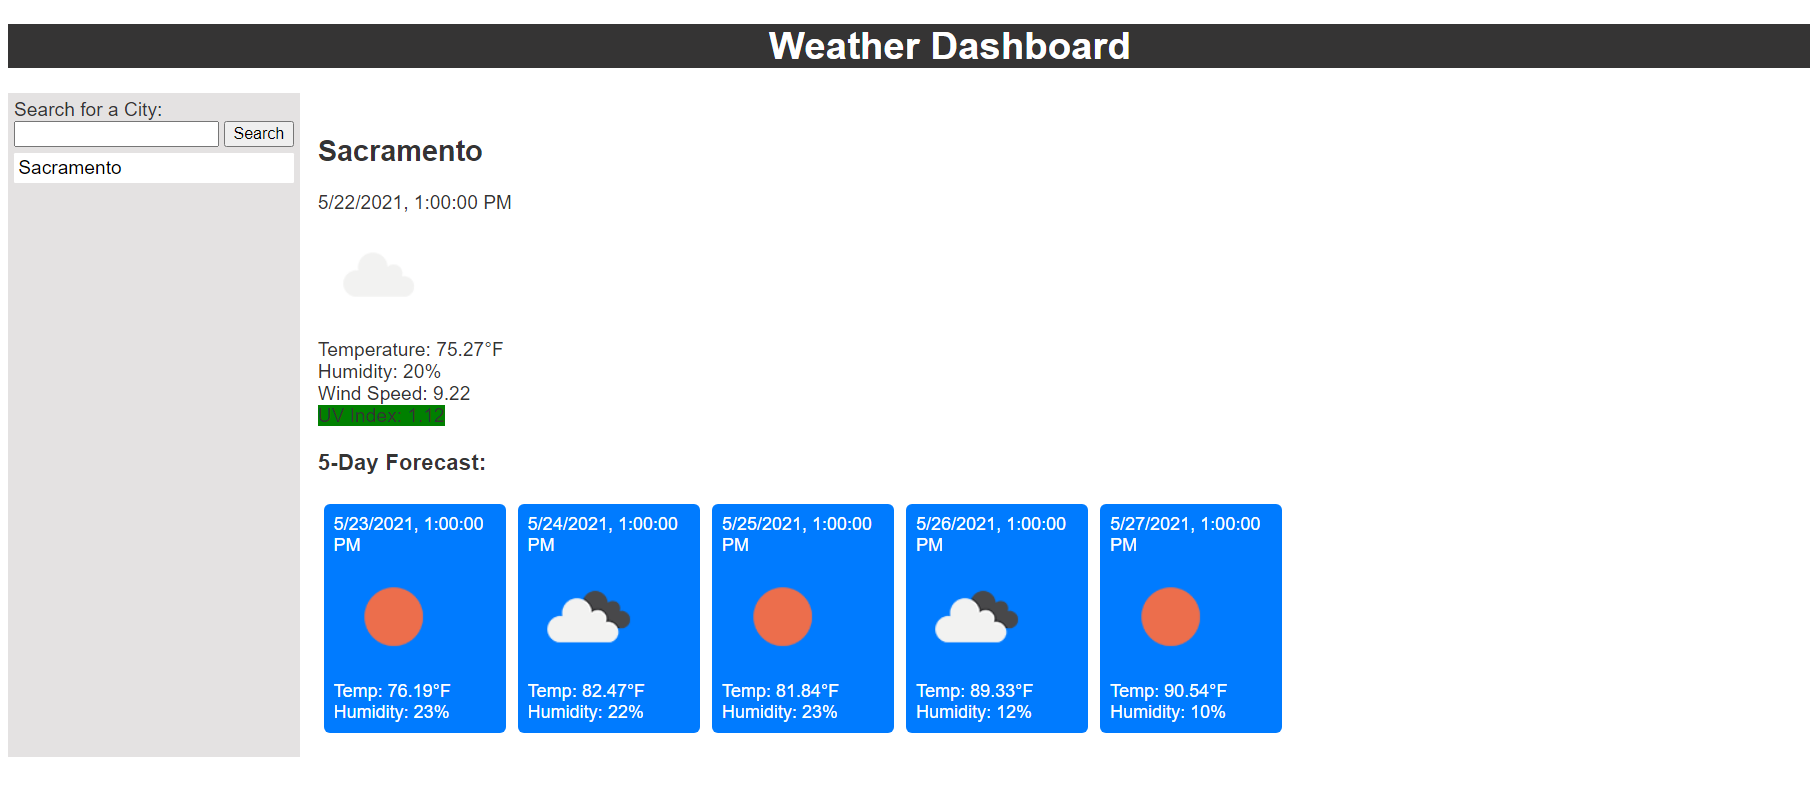 Weather Dashboard
Search for a City:
Search
Sacramento
Sacramento
5/22/2021, 1:00:00 PM
Temperature: 75.27°F
Humidity: 20%
Wind Speed: 9.22
UV Index: 1.12
5-Day Forecast:
5/23/2021, 1:00:00
PM
Temp: 76.19°F
Humidity: 23%
5/24/2021, 1:00:00
PM
Temp: 82.47°F
Humidity: 22%
5/25/2021, 1:00:00
PM
Temp: 81.84°F
Humidity: 23%
5/26/2021, 1:00:00
PM
Temp: 89.33°F
Humidity: 12%
5/27/2021, 1:00:00
PM
Temp: 90.54°F
Humidity: 10%